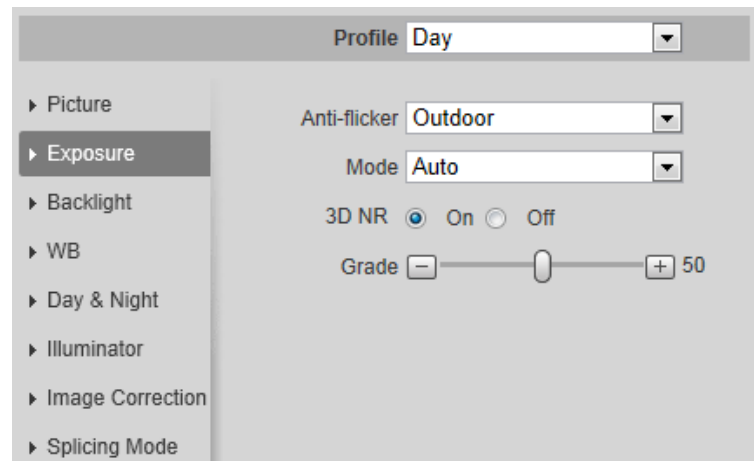 Profile Day
Picture
Exposure
Backlight
WB
Day & Night
Illuminator
Image Correction
Splicing Mode
Anti-flicker Outdoor
Mode Auto
3D NR On Off
Grade 50